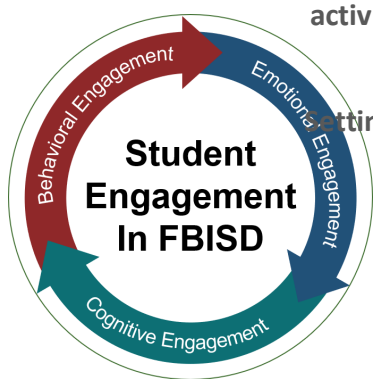 activ
Behavioral Engagement
Emotional Engagement
Settin
Student
Engagement
In FBISD
Cognitive Engagement